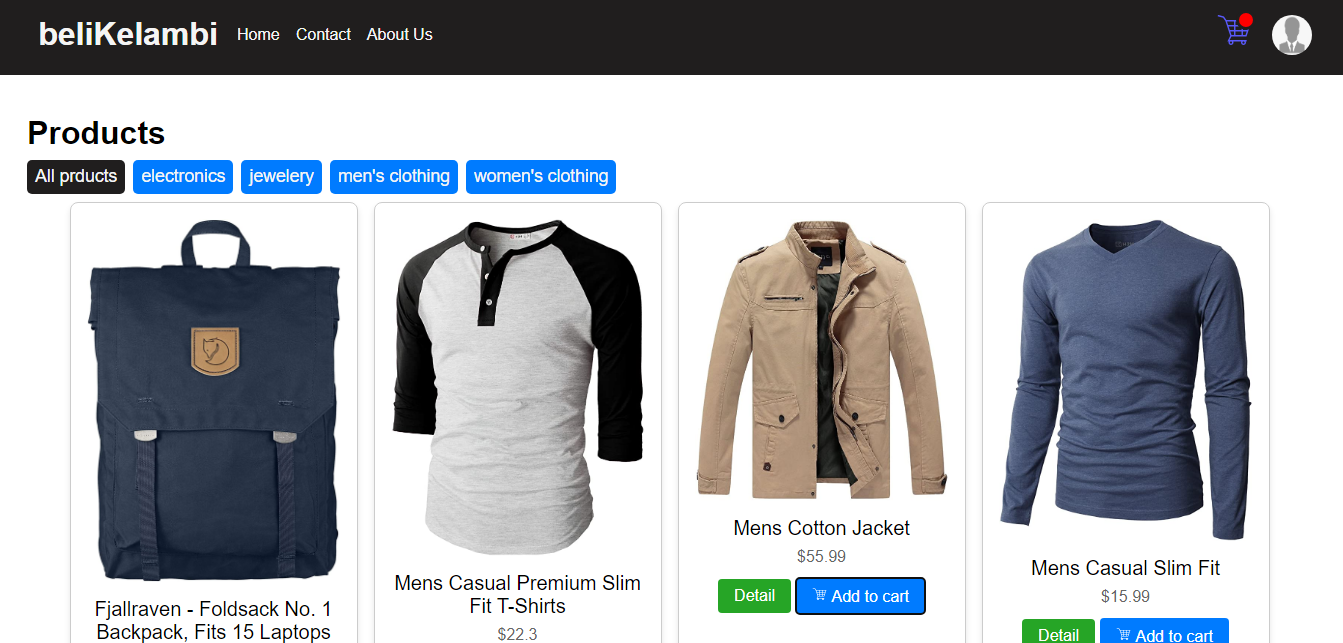 beliKelambi Home Contact About Us
Products
All prducts electronics jewelery men's clothing women's clothing
Mens Cotton Jacket
$55.99
Detail Add to cart
Mens Casual Slim Fit
$15.99
Detail Add to cart
Mens Casual Premium Slim
Fit T-Shirts
$22.3
Fjallraven - Foldsack No. 1
Backpack, Fits 15 Laptops